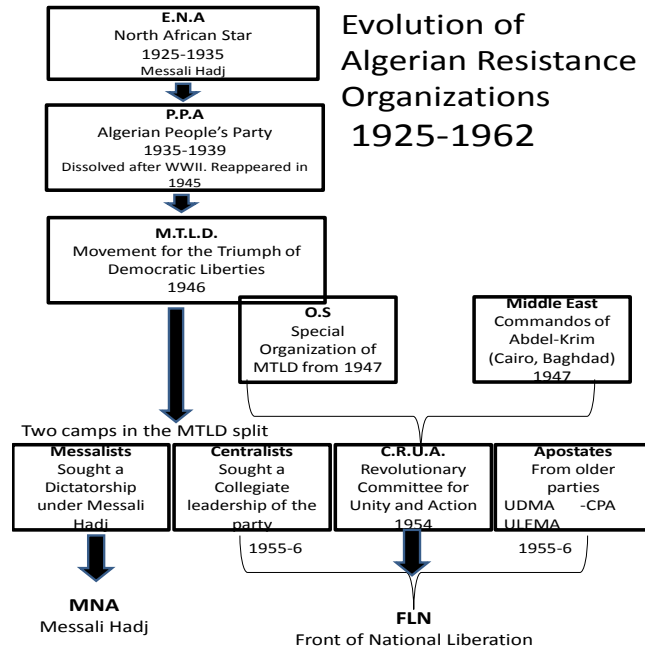 E.N.A
North African Star
1925-1935
Messali Hadj
Evolution of
Algerian Resistance
Organizations
1925-1962
P.P.A
Algerian People's Party
1935-1939
Dissolved after WWII. Reappeared in
1945
M.T.L.D.
Movement for the Triumph of
Democratic Liberties
1946
O.S
Special
Organization of
MTLD from 1947
Middle East
Commandos of
Abdel-Krim
(Cairo, Baghdad)
1947
Two camps in the MTLD split
Messalists
Sought a
Dictatorship
under Messali
Hadj
Centralists
Sought a
Collegiate
leadership of the
party
C.R.U.A.
Revolutionary
Committee for
Unity and Action
1954
Apostates
From older
parties
UDMA -CPA
ULEMA
1955-6
1955-6
MNA
Messali Hadj
FLN
Front of National Liberation